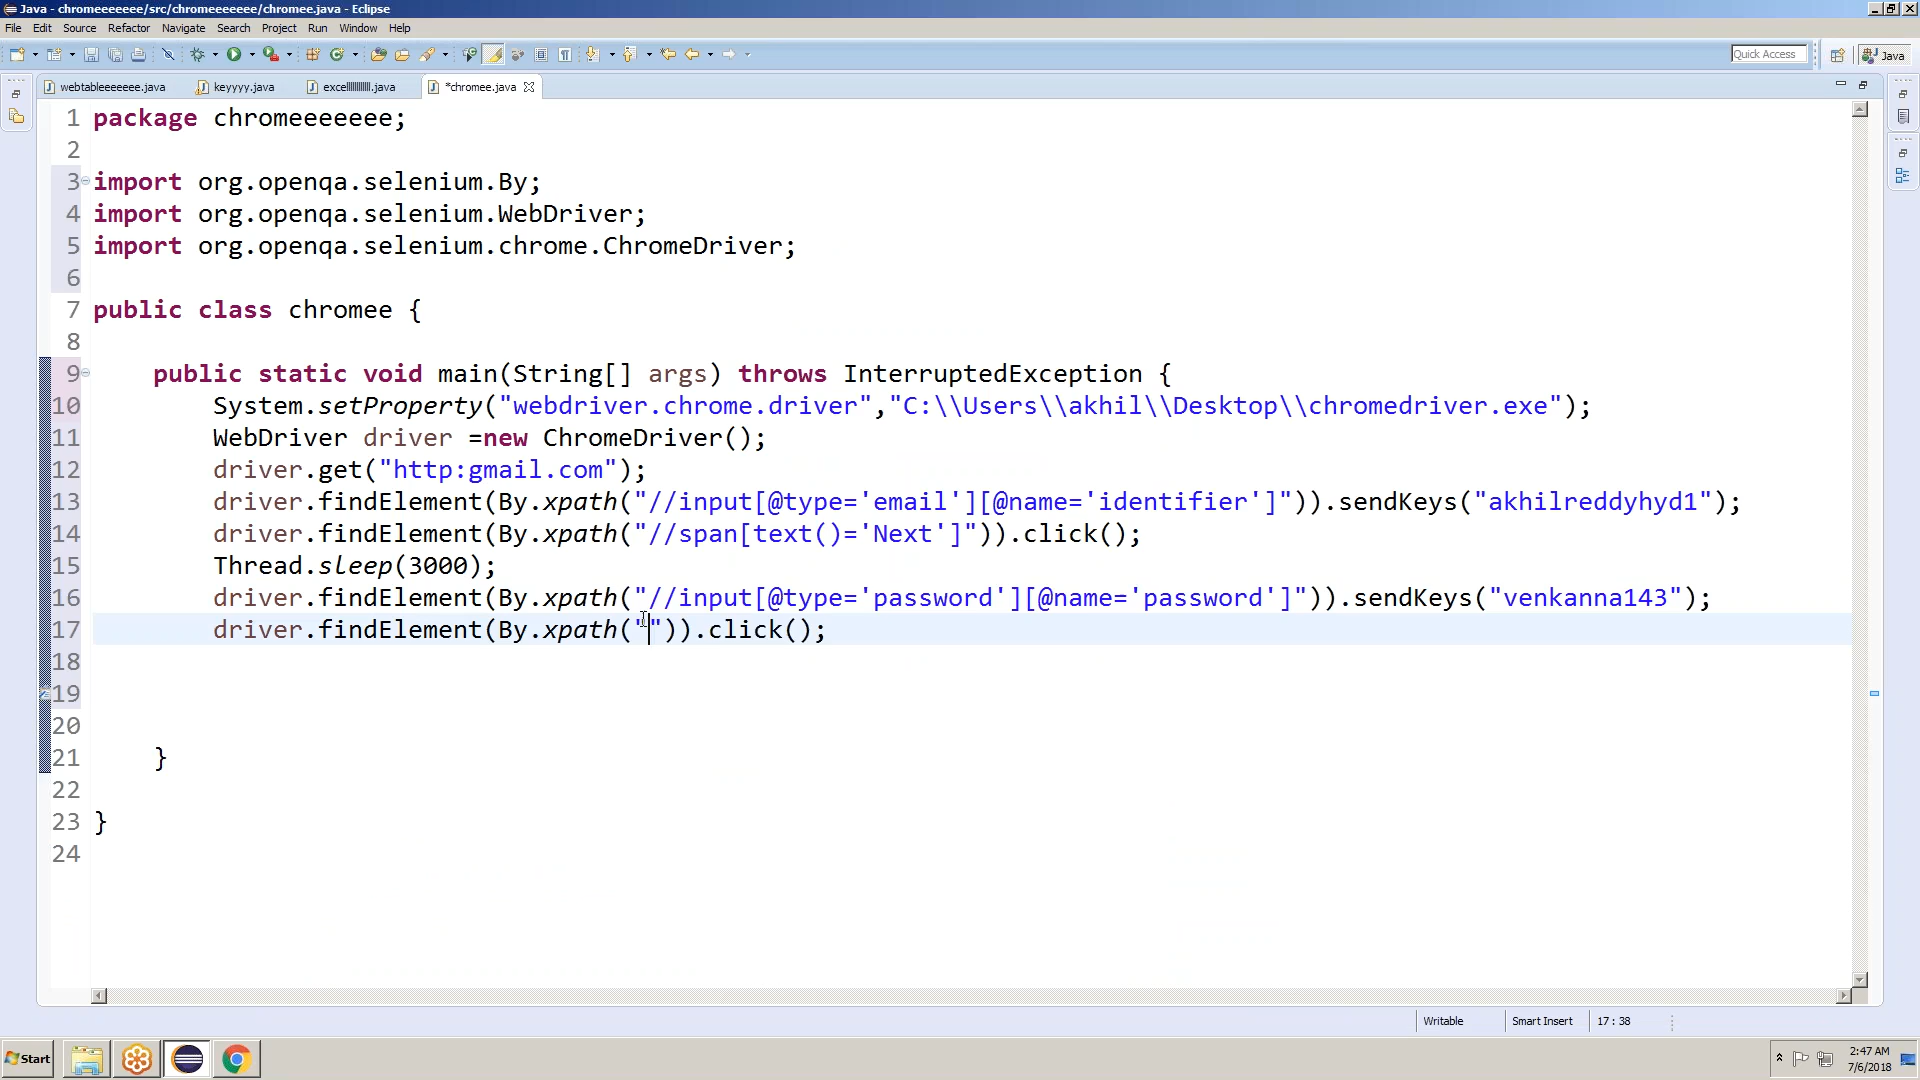 Java - chromeeeeeee/src/chromeeeeeee/chromee.java - Eclipse
File Edit Source Refactor Navigate Search Project Run Window Help
Quick Access Java
webtableeeeeee.java keyyyy.java *chromee.java
1 package chromeeeeeee;
2
3 import org.openqa.selenium.By;
4 import org.openqa.selenium.WebDriver;
5 import org.openqa.selenium.chrome.ChromeDriver;
6
7 public class chromee {
8
9 public static void main(String[] args) throws InterruptedException {
10 System.setProperty("webdriver.chrome.driver","C:\\Users\\akhil\\Desktop\\chromedriver.exe");
11 WebDriver driver =new ChromeDriver();
12 driver.get("http:gmail.com");
13 driver.findElement(By.xpath("//input[@type='email'][@name='identifier']")).sendKeys("akhilreddyhyd1");
14 driver.findElement(By.xpath("//span[text()='Next']")).click();
15 Thread.sleep(3000);
16 driver.findElement(By.xpath("//input[@type='password'][@name='password']")).sendKeys("venkanna143");
17 driver.findElement(By.xpath("")).click();
18
19
20
21 }
22
23 }
24
Writable Smart Insert 17 : 38
Start 2:47 AM
7/6/2018